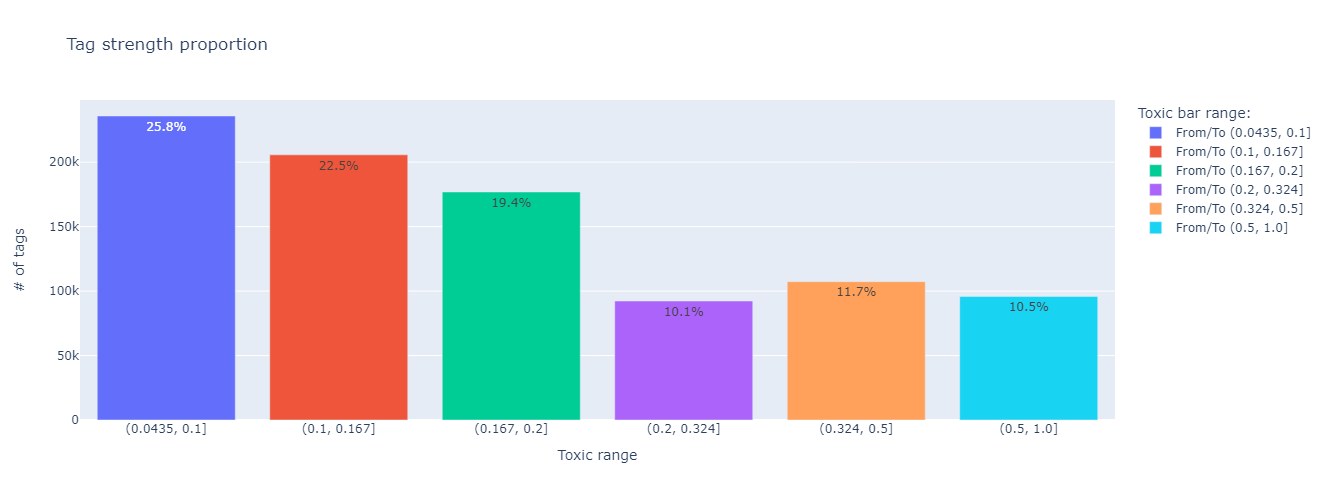 Tag strength proportion
Toxic bar range:
From/To (0.0435, 0.1]
From/To (0.1, 0.167]
From/To (0.167, 0.2]
From/To (0.2, 0.324]
From/To (0.324, 0.5]
From/To (0.5, 1.0]
# of tags
200k
150k
100k
50k
0
25.8%
22.5%
19.4%
10.1%
11.7%
10.5%
(0.0435, 0.1]
(0.1, 0.167]
(0.167, 0.2]
(0.2, 0.324]
(0.324, 0.5]
(0.5, 1.0]
Toxic range